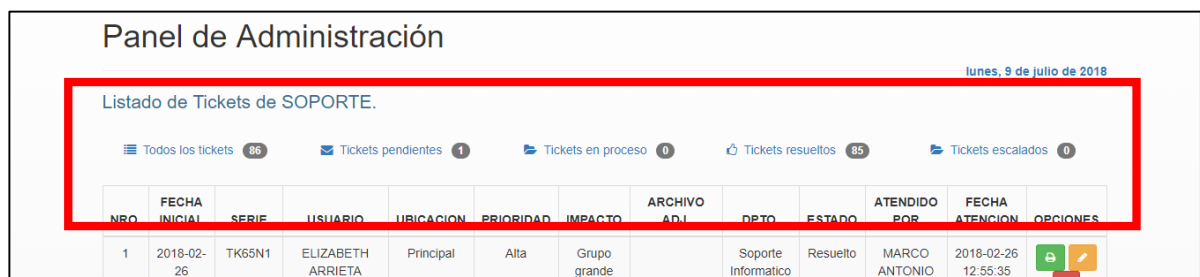 Panel de Administración
lunes, 9 de julio de 2018
Listado de Tickets de SOPORTE.
Todos los tickets 86 Tickets pendientes 1 Tickets en proceso 0 Tickets resueltos 85 Tickets escalados 0
FECHA ARCHIVO ATENDIDO FECHA
NRO INICIAL SERIE USUARIO UBICACION PRIORIDAD IMPACTO ADJ DPTO ESTADO POR ATENCION OPCIONES
1 2018-02- TK65N1 ELIZABETH Principal Alta Grupo Soporte Resuelto MARCO 2018-02-26
26 ARRIETA grande Informatico ANTONIO 12:55:35